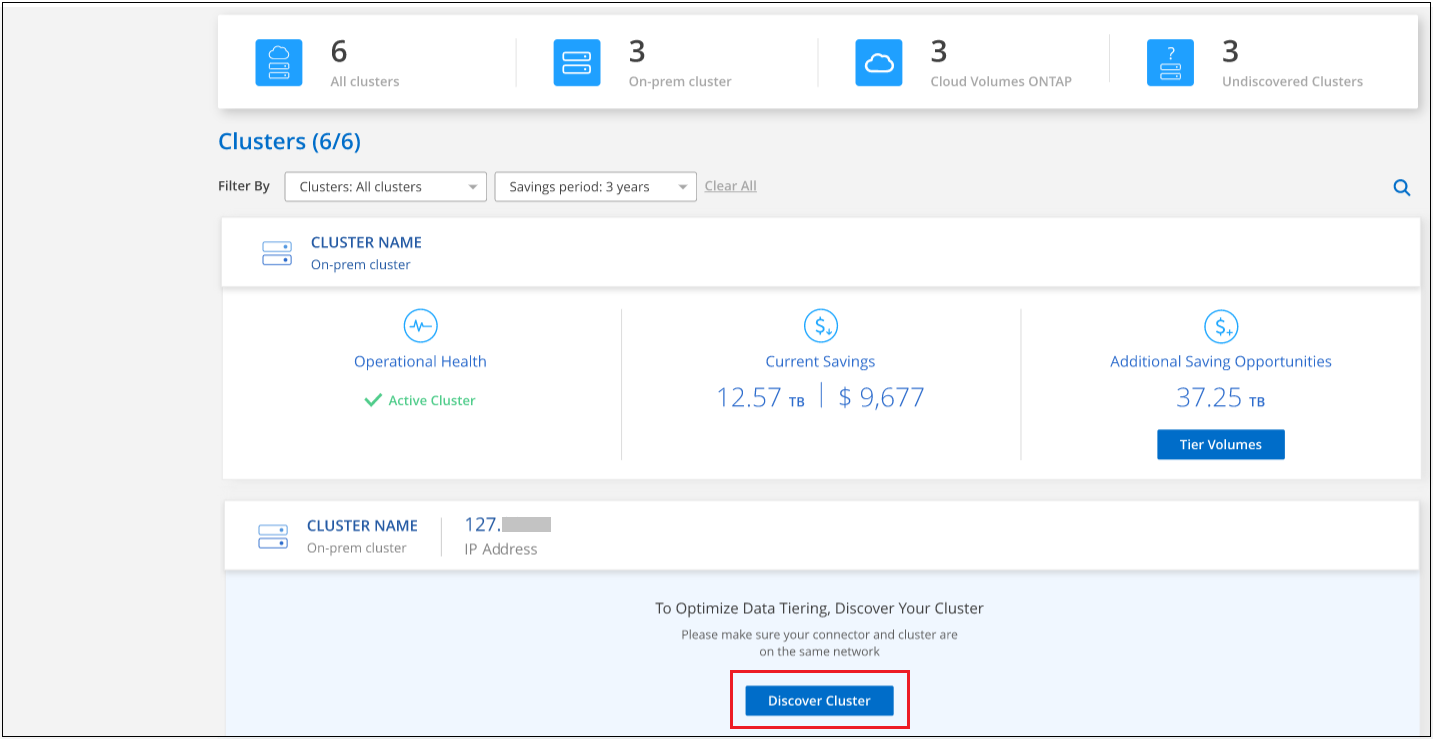 6
All clusters
3
On-prem cluster
3
Cloud Volumes ONTAP
?
3
Undiscovered Clusters
Clusters (6/6)
Filter By
Clusters: All clusters
Savings period: 3 years
Clear All
CLUSTER NAME
On-prem cluster
Operational Health
Active Cluster
$
Current Savings
12.57 TB | $ 9,677
$+
Additional Saving Opportunities
37.25 TB
Tier Volumes
CLUSTER NAME
On-prem cluster
127.
IP Address
To Optimize Data Tiering, Discover Your Cluster
Please make sure your connector and cluster are
on the same network
Discover Cluster